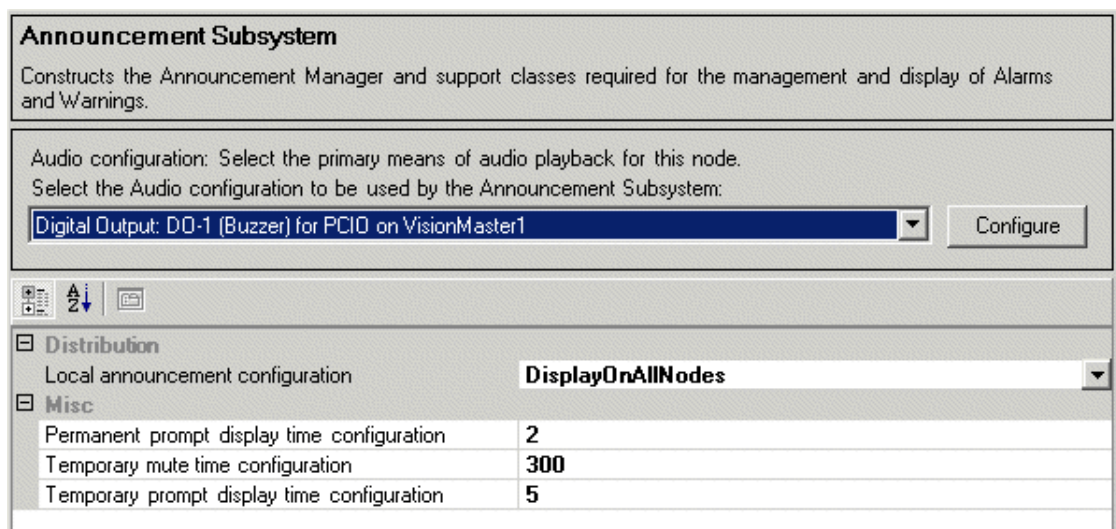 Announcement Subsystem
Constructs the Announcement Manager and support classes required for the management and display of Alarms
and Warnings.
Audio configuration: Select the primary means of audio playback for this node.
Select the Audio configuration to be used by the Announcement Subsystem:
Digital Output: DO-1 (Buzzer) for PCIO on VisionMaster1
Configure
Distribution
Local announcement configuration DisplayOnAllNodes
Misc
Permanent prompt display time configuration 2
Temporary mute time configuration 300
Temporary prompt display time configuration 5